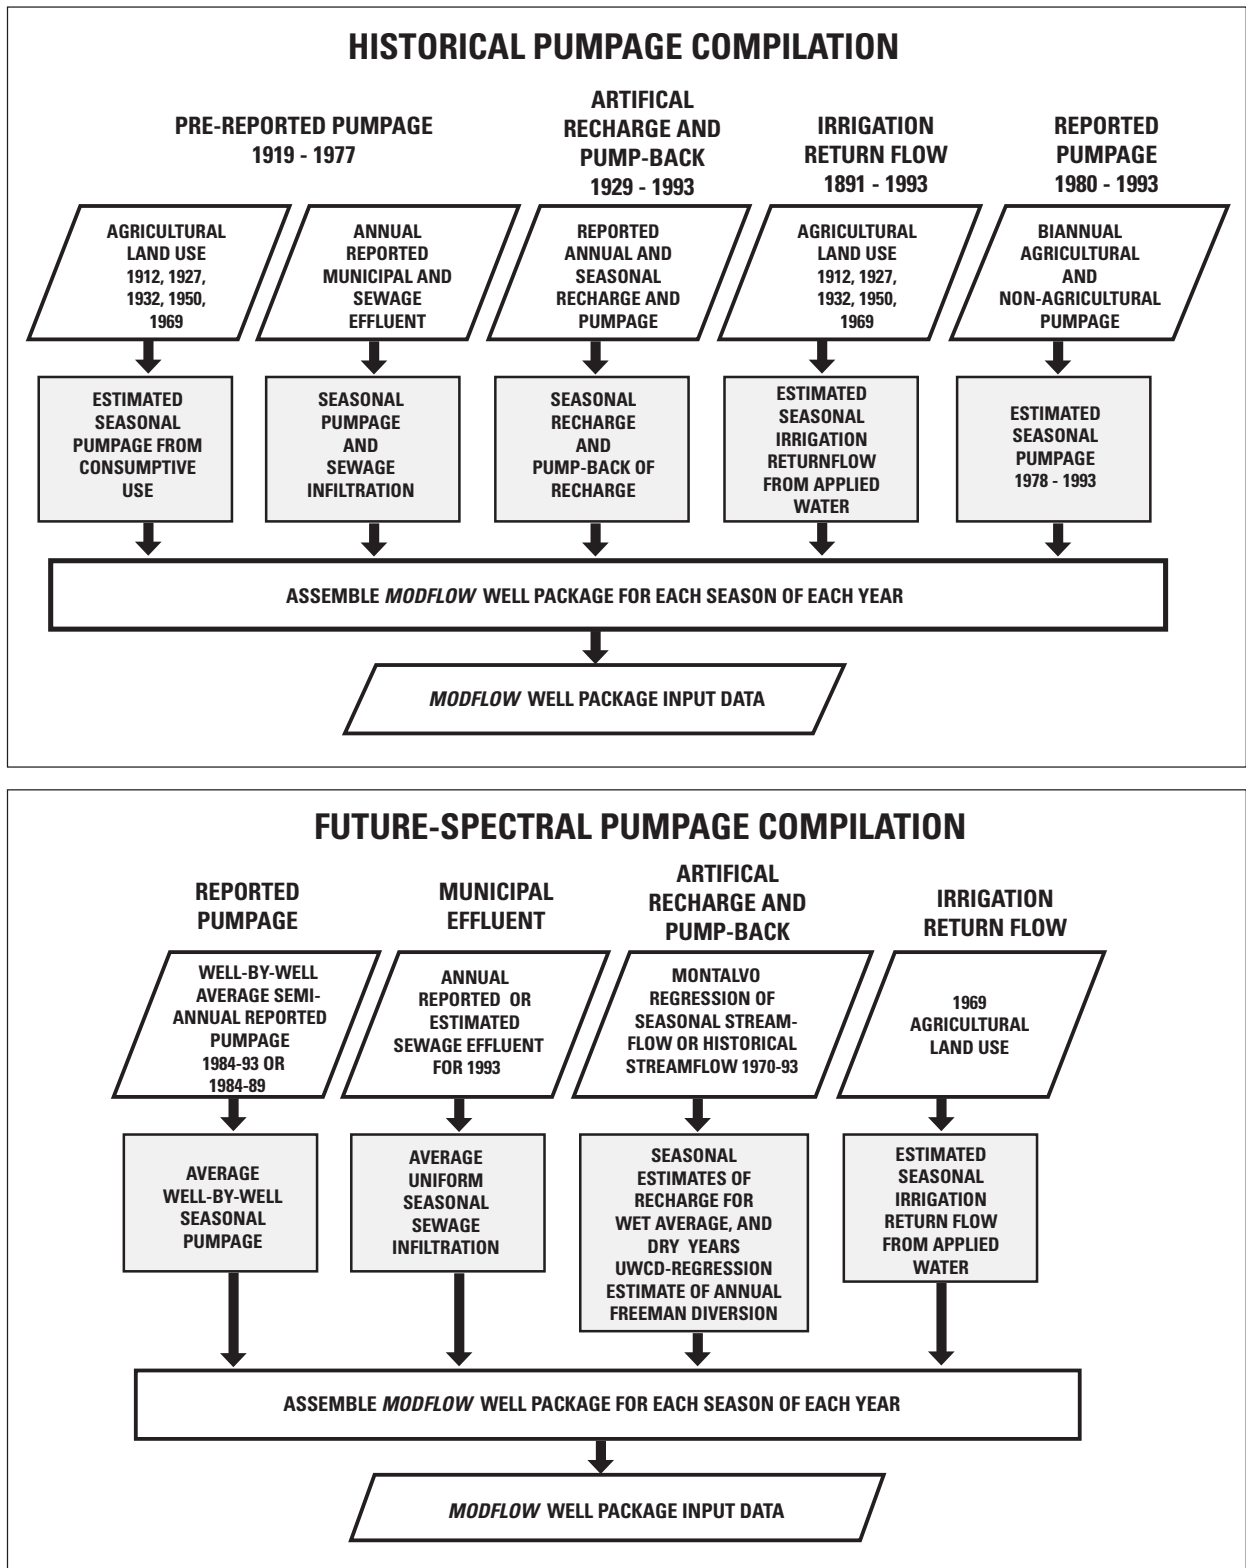 HISTORICAL PUMPAGE COMPILATION
PRE-REPORTED PUMPAGE
1919 - 1977
ARTIFICAL
RECHARGE AND
PUMP-BACK
1929 - 1993
IRRIGATION
RETURN FLOW
1891 - 1993
REPORTED
PUMPAGE
1980 - 1993
AGRICULTURAL
LAND USE
1912, 1927,
1932, 1950,
1969
ANNUAL
REPORTED
MUNICIPAL AND
SEWAGE
EFFLUENT
REPORTED
ANNUAL AND
SEASONAL
RECHARGE AND
PUMPAGE
AGRICULTURAL
LAND USE
1912, 1927,
1932, 1950,
1969
BIANNUAL
AGRICULTURAL
AND
NON-AGRICULTURAL
PUMPAGE
ESTIMATED
SEASONAL
PUMPAGE FROM
CONSUMPTIVE
USE
SEASONAL
PUMPAGE
AND
SEWAGE
INFILTRATION
SEASONAL
RECHARGE
AND
PUMP-BACK OF
RECHARGE
ESTIMATED
SEASONAL
IRRIGATION
RETURNFLOW
FROM APPLIED
WATER
ESTIMATED
SEASONAL
PUMPAGE
1978 - 1993
ASSEMBLE MODFLOW WELL PACKAGE FOR EACH SEASON OF EACH YEAR
MODFLOW WELL PACKAGE INPUT DATA
FUTURE-SPECTRAL PUMPAGE COMPILATION
REPORTED
PUMPAGE
MUNICIPAL
EFFLUENT
ARTIFICAL
RECHARGE AND
PUMP-BACK
IRRIGATION
RETURN FLOW
WELL-BY-WELL
AVERAGE SEMI-
ANNUAL REPORTED
PUMPAGE
1984-93 OR
1984-89
ANNUAL
REPORTED OR
ESTIMATED
SEWAGE EFFLUENT
FOR 1993
MONTALVO
REGRESSION OF
SEASONAL STREAM-
FLOW OR HISTORICAL
STREAMFLOW 1970-93
1969
AGRICULTURAL
LAND USE
AVERAGE
WELL-BY-WELL
SEASONAL
PUMPAGE
AVERAGE
UNIFORM
SEASONAL
SEWAGE
INFILTRATION
SEASONAL
ESTIMATES OF
RECHARGE FOR
WET AVERAGE, AND
DRY YEARS
UWCD-REGRESSION
ESTIMATE OF ANNUAL
FREEMAN DIVERSION
ESTIMATED
SEASONAL
IRRIGATION
RETURN FLOW
FROM APPLIED
WATER
ASSEMBLE MODFLOW WELL PACKAGE FOR EACH SEASON OF EACH YEAR
MODFLOW WELL PACKAGE INPUT DATA